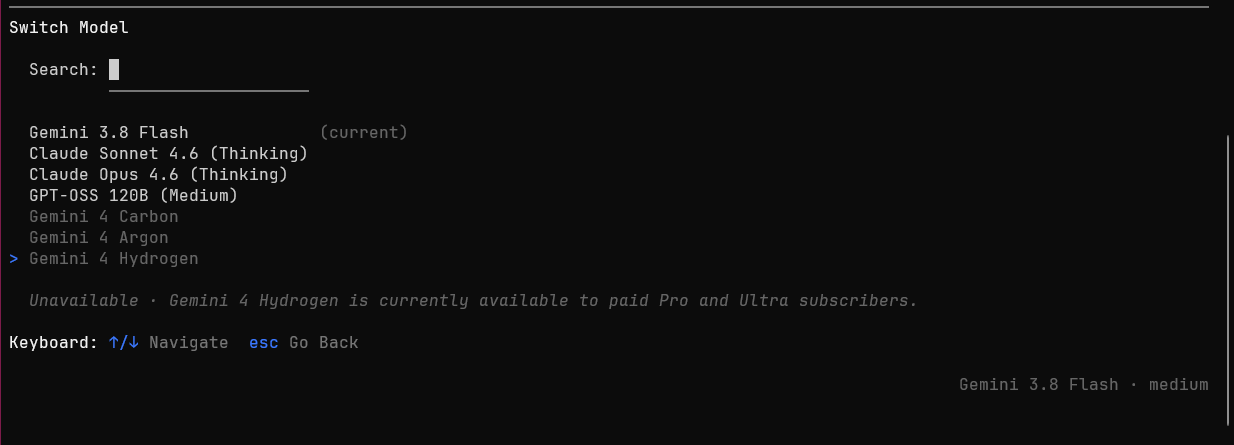 Switch Model
Search:
Gemini 3.8 Flash (current)
Claude Sonnet 4.6 (Thinking)
Claude Opus 4.6 (Thinking)
GPT-OSS 120B (Medium)
Gemini 4 Carbon
Gemini 4 Argon
> Gemini 4 Hydrogen
Unavailable · Gemini 4 Hydrogen is currently available to paid Pro and Ultra subscribers.
Keyboard: ↑/↓ Navigate esc Go Back
Gemini 3.8 Flash · medium